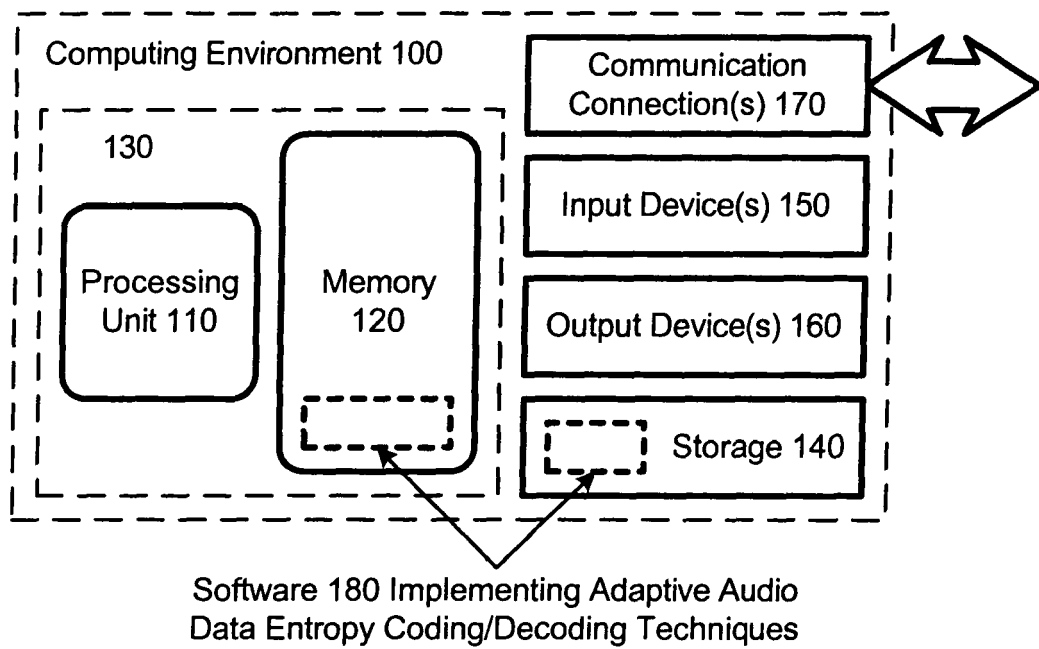 Computing Environment 100
130
Processing
Unit 110
Memory
120
Communication
Connection(s) 170
Input Device(s) 150
Output Device(s) 160
Storage 140
Software 180 Implementing Adaptive Audio
Data Entropy Coding/Decoding Techniques